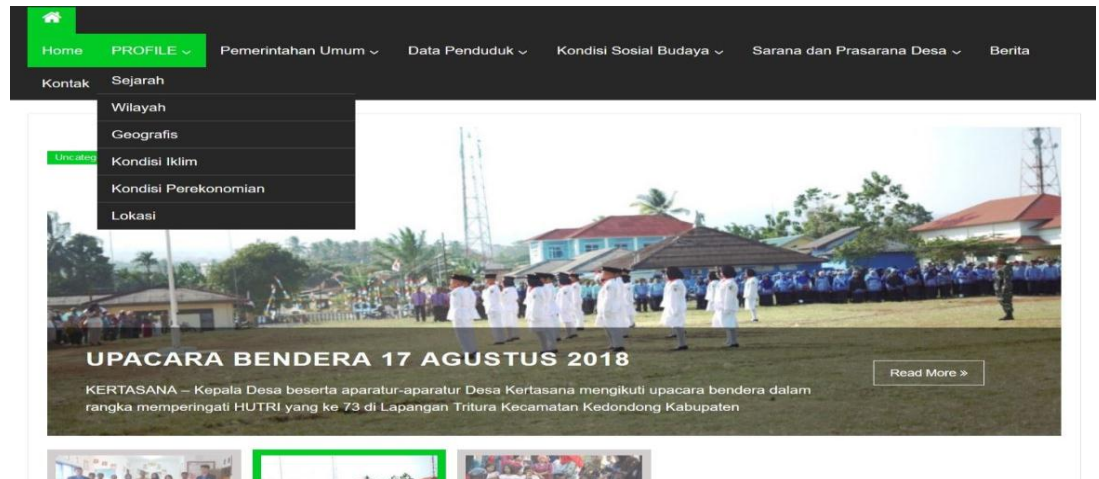 Home PROFILE Pemerintahan Umum Data Penduduk Kondisi Sosial Budaya Sarana dan Prasarana Desa Berita
Kontak
Sejarah
Wilayah
Geografis
Kondisi Iklim
Kondisi Perekonomian
Lokasi
UPACARA BENDERA 17 AGUSTUS 2018
KERTASANA – Kepala Desa beserta aparatur-aparatur Desa Kertasana mengikuti upacara bendera dalam
rangka memperingati HUTRI yang ke 73 di Lapangan Tritura Kecamatan Kedondong Kabupaten
Read More »